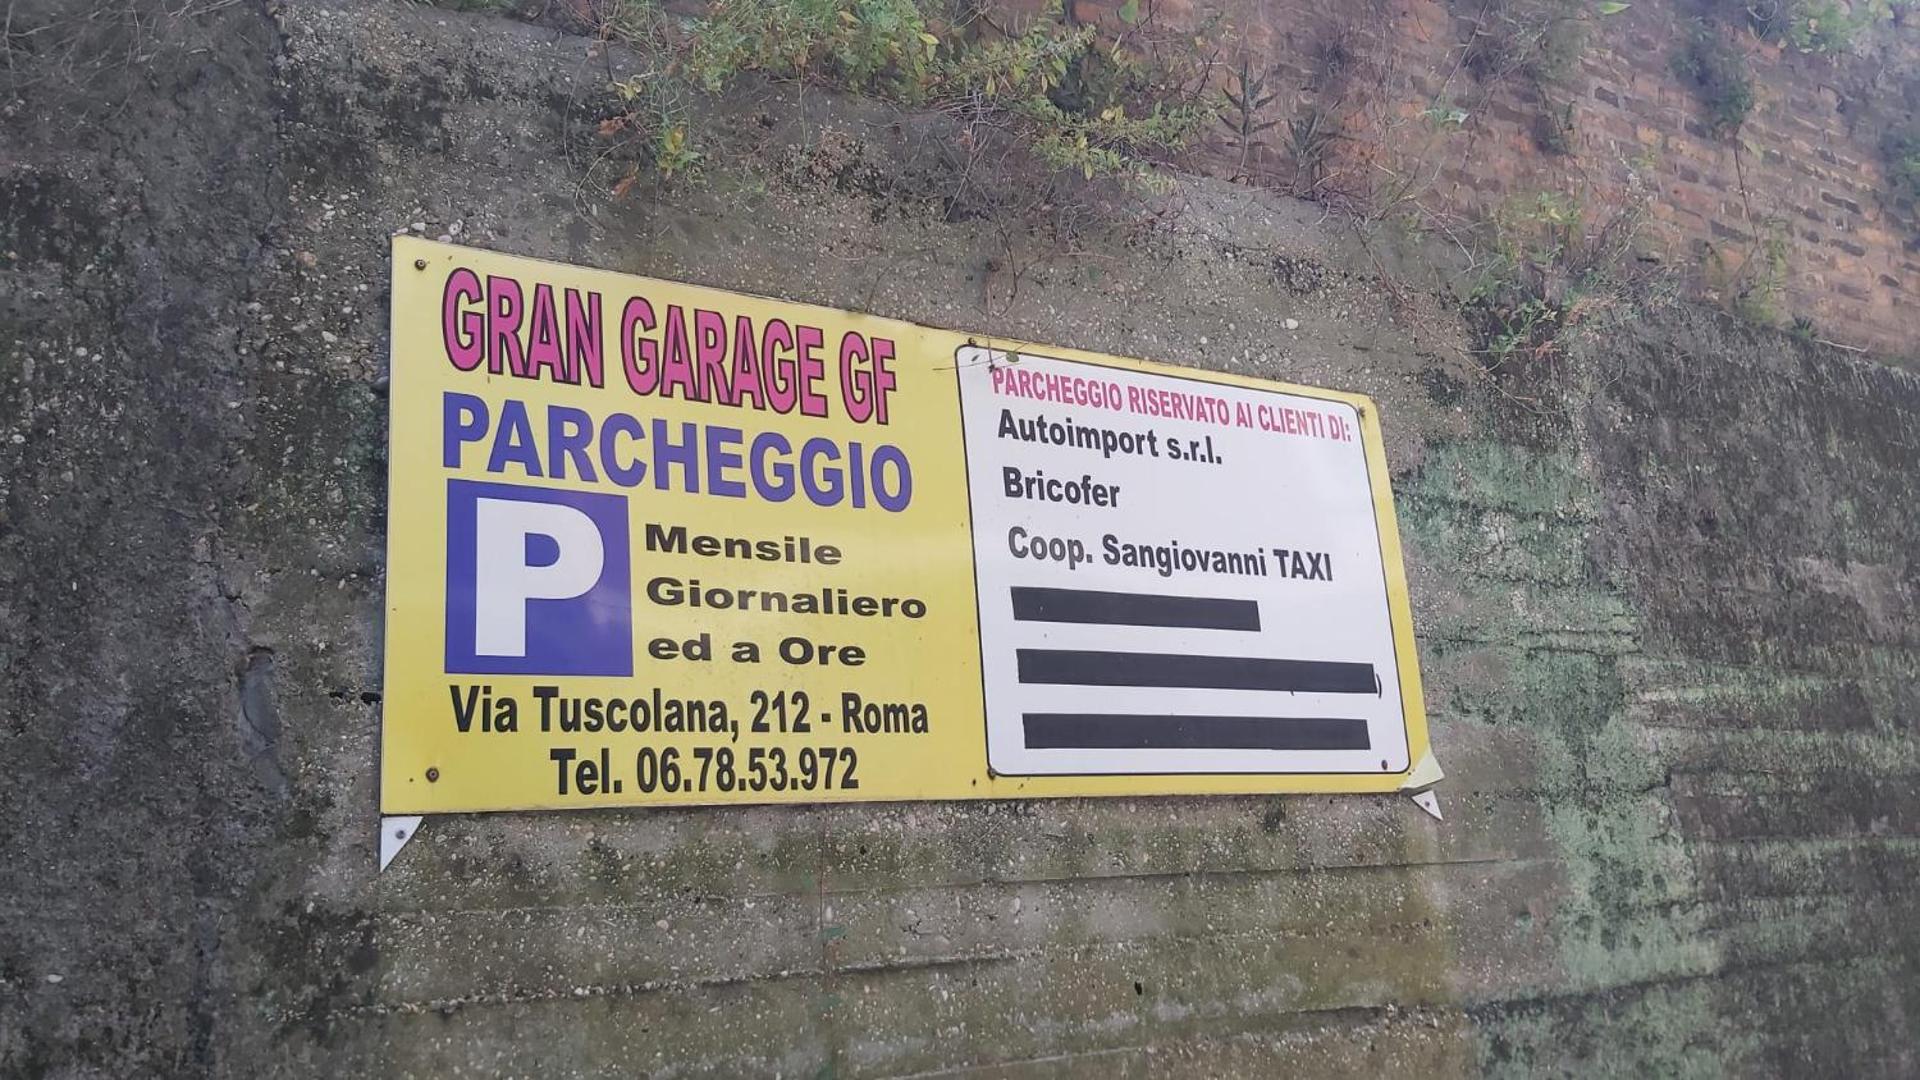 GRAN GARAGE GF
PARCHEGGIO
P
Mensile
Giornaliero
ed a Ore
Via Tuscolana, 212 - Roma
Tel. 06.78.53.972
PARCHEGGIO RISERVATO AI CLIENTI DI:
Autoimport s.r.l.
Bricofer
Coop. Sangiovanni TAXI